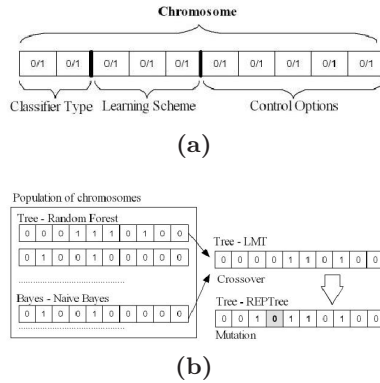 Chromosome
0/1 0/1 0/1 0/1 0/1 0/1 0/1 0/1 0/1 0/1
Classifier Type Learning Scheme Control Options
(a)
Population of chromosomes
Tree - Random Forest
0 0 0 1 1 1 0 1 0 0
Tree - LMT
0 1 0 0 1 0 0 0 0 0
0 0 0 0 1 1 0 1 0 0
Crossover
Bayes - Naive Bayes
Tree - REPTree
0 1 0 0 1 0 0 0 0 0
0 0 1 0 1 1 0 1 0 0
Mutation
(b)